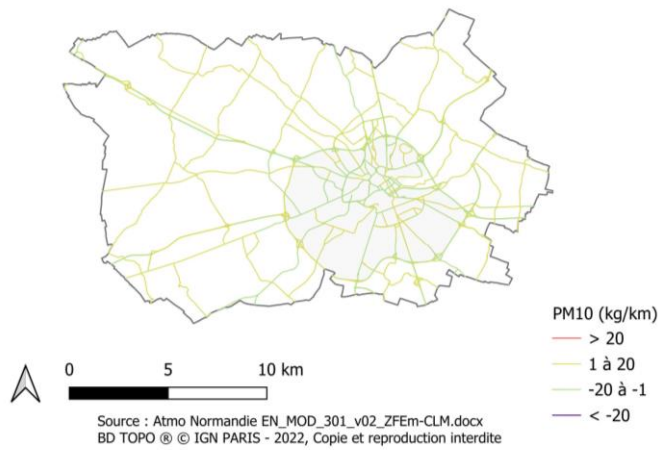 PM10 (kg/km)
> 20
1 à 20
-20 à -1
< -20
0 5 10 km
Source : Atmo Normandie EN_MOD_301_v02_ZFEm-CLM.docx
BD TOPO ® © IGN PARIS - 2022, Copie et reproduction interdite